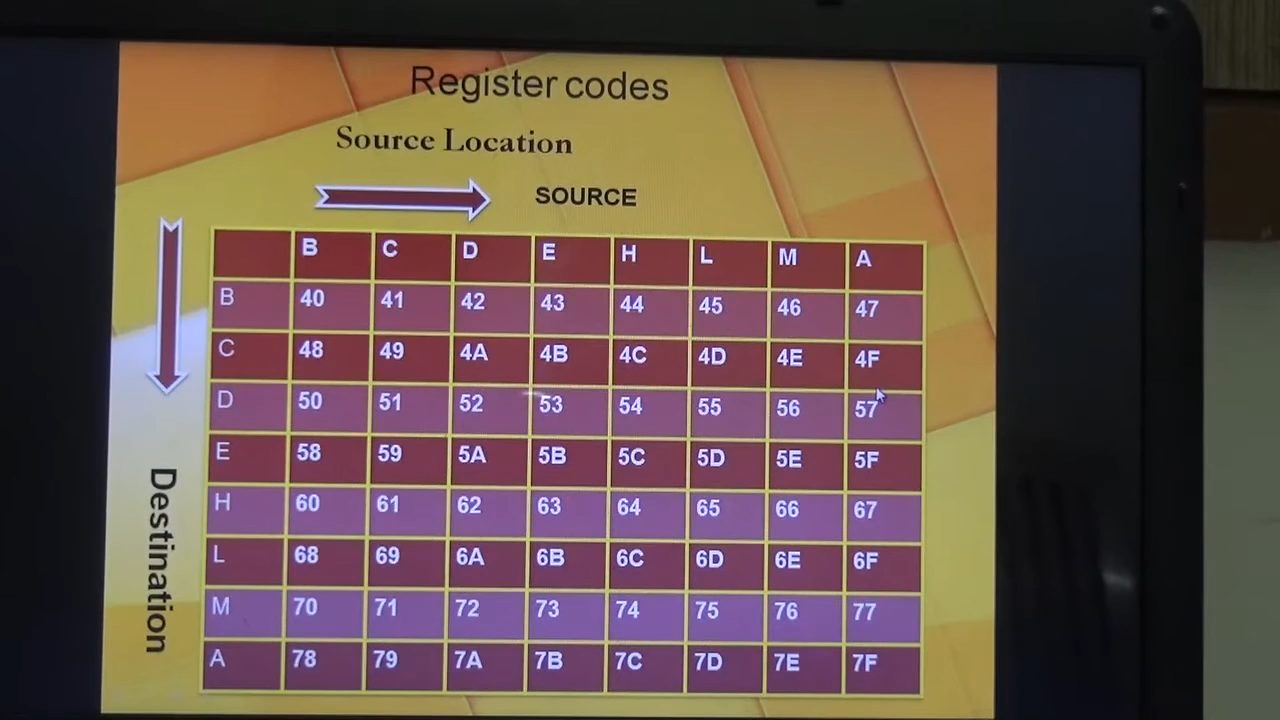 Register codes
Source Location
SOURCE
Destination
B C D E H L M A
B 40 41 42 43 44 45 46 47
C 48 49 4A 4B 4C 4D 4E 4F
D 50 51 52 53 54 55 56 57
E 58 59 5A 5B 5C 5D 5E 5F
H 60 61 62 63 64 65 66 67
L 68 69 6A 6B 6C 6D 6E 6F
M 70 71 72 73 74 75 76 77
A 78 79 7A 7B 7C 7D 7E 7F